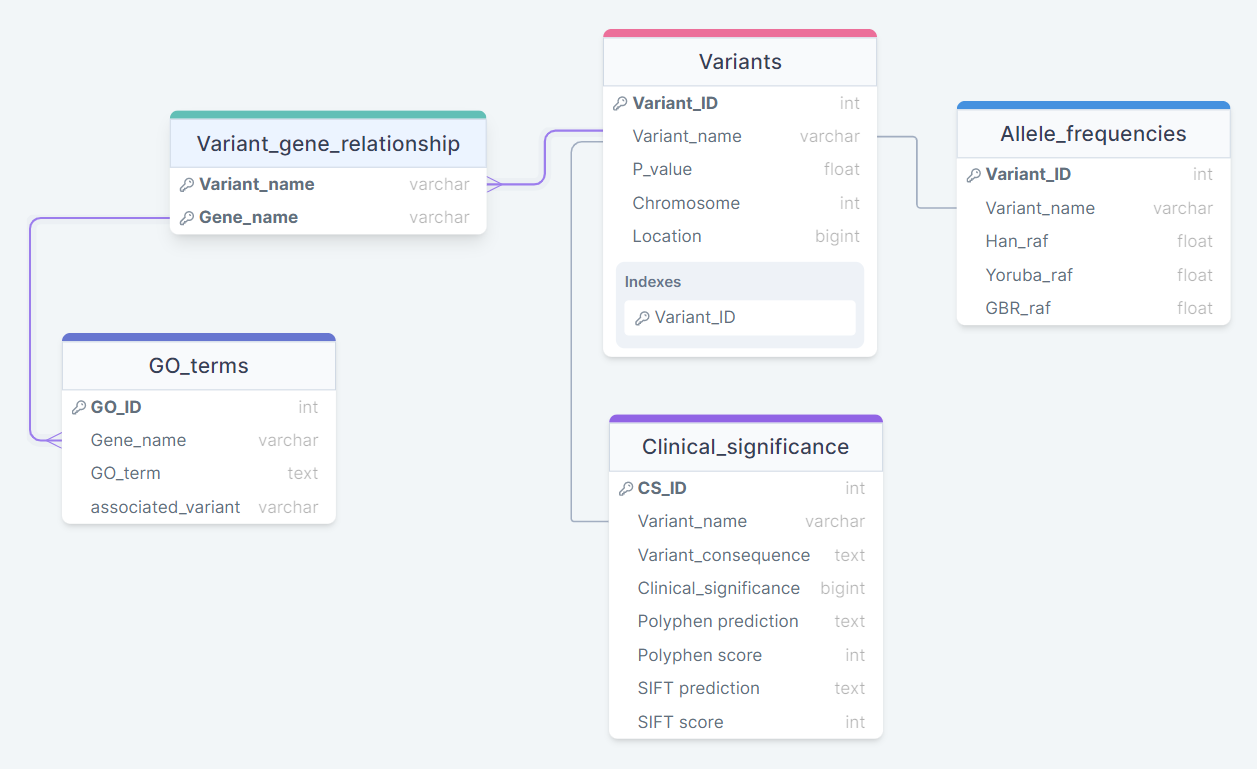 Variants
Variant_ID int
Variant_name varchar
P_value float
Chromosome int
Location bigint
Indexes
Variant_ID
Variant_gene_relationship
Variant_name varchar
Gene_name varchar
Allele_frequencies
Variant_ID int
Variant_name varchar
Han_raf float
Yoruba_raf float
GBR_raf float
GO_terms
GO_ID int
Gene_name varchar
GO_term text
associated_variant varchar
Clinical_significance
CS_ID int
Variant_name varchar
Variant_consequence text
Clinical_significance bigint
Polyphen prediction text
Polyphen score int
SIFT prediction text
SIFT score int